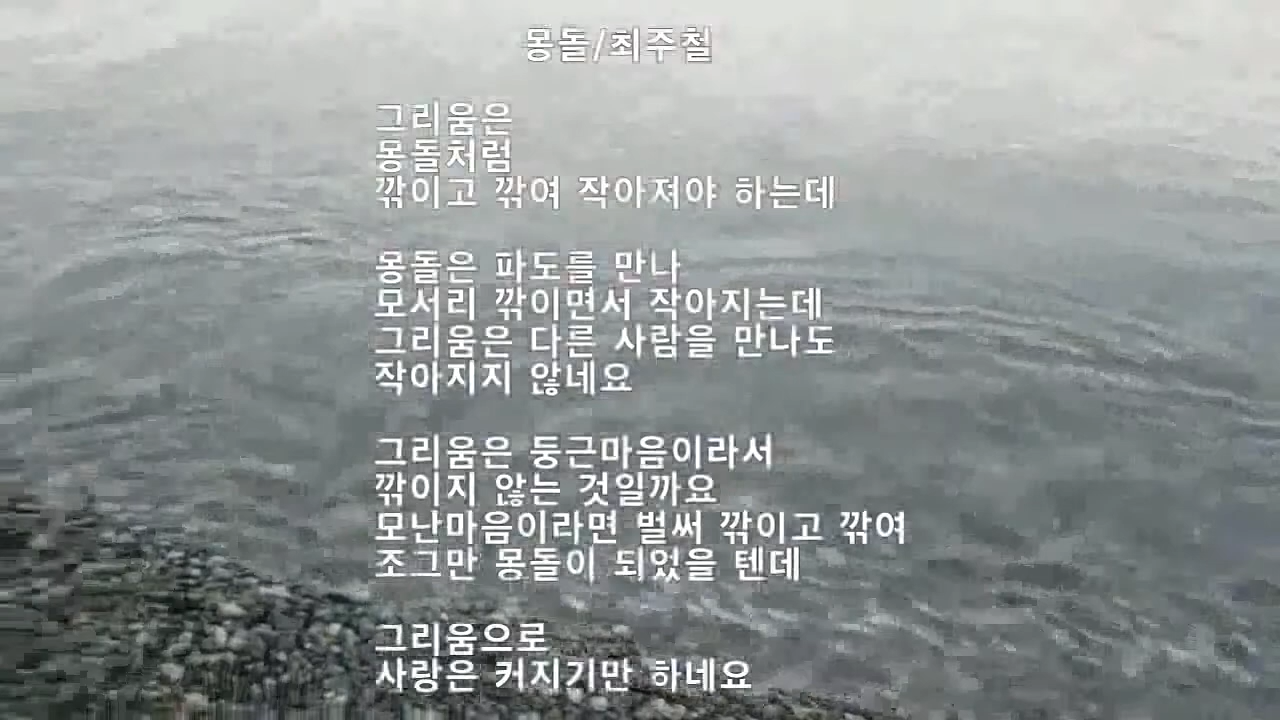 몽돌/최주철
그리움은
몽돌처럼
깎이고 깎여 작아져야 하는데
몽돌은 파도를 만나
모서리 깎이면서 작아지는데
그리움은 다른 사람을 만나도
작아지지 않네요
그리움은 둥근마음이라서
깎이지 않는 것일까요
모난마음이라면 벌써 깎이고 깎여
조그만 몽돌이 되었을 텐데
그리움으로
사랑은 커지기만 하네요